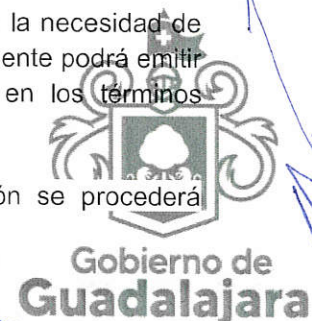 la necesidad de
ente podrá emitir
en los términos
ón se procederá
Gobierno de
Guadalajara